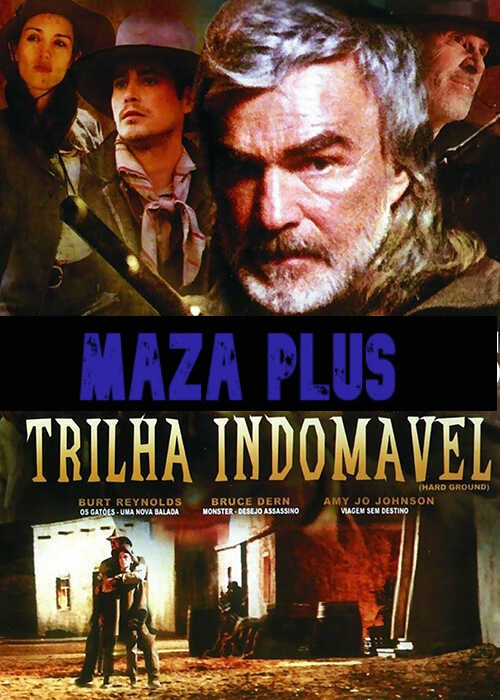 MAZA PLUS
TRILHA INDOMAVEL
(HARD GROUND)
BURT REYNOLDS BRUCE DERN AMY JO JOHNSON
OS GATÕES - UMA NOVA BALADA MONSTER - DESEJO ASSASSINO VIAGEM SEM DESTINO